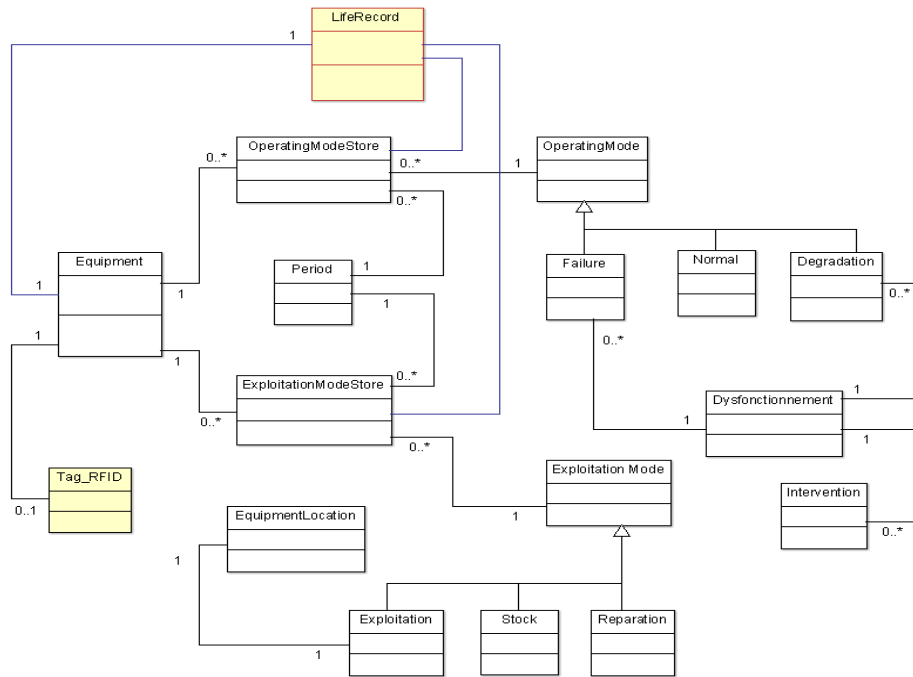 LifeRecord
1
OperatingModeStore
OperatingMode
0..*
0..*
1
0..*
Equipment
Period
1
Failure
Normal
Degradation
1
1
1
0..*
1
0..*
1
0..*
ExploitationModeStore
Dysfonctionnement
1
0..*
1
1
0..*
Exploitation Mode
Tag_RFID
Intervention
0..1
EquipmentLocation
1
0..*
1
Exploitation
Stock
Reparation
1